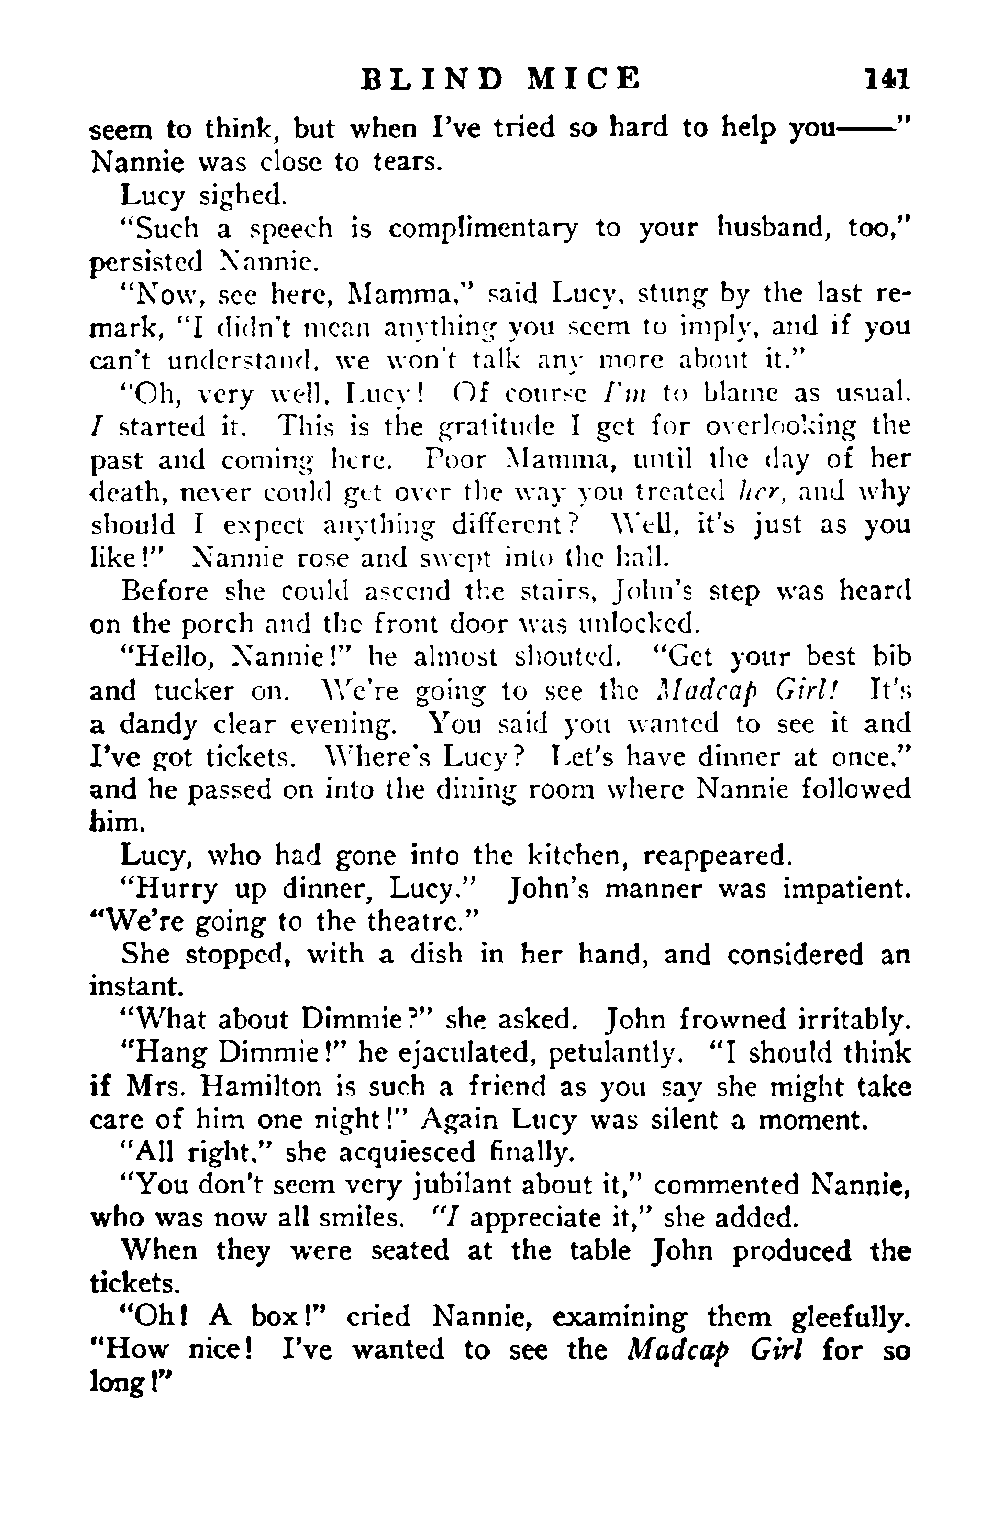 BLIND MICE 141
seem to think, but when I've tried so hard to help you——"
Nannie was close to tears.
Lucy sighed.
"Such a speech is complimentary to your husband, too,"
persisted Nannie.
"Now, see here, Mamma," said Lucy, stung by the last re-
mark, "I didn't mean anything you seem to imply, and if you
can't understand, we won't talk any more about it."
"Oh, very well, Lucy! Of course I'm to blame as usual.
I started it. This is the gratitude I get for overlooking the
past and coming here. Poor Mamma, until the day of her
death, never could get over the way you treated her, and why
should I expect anything different? Well, it's just as you
like!" Nannie rose and swept into the hall.
Before she could ascend the stairs, John's step was heard
on the porch and the front door was unlocked.
"Hello, Nannie!" he almost shouted. "Get your best bib
and tucker on. We're going to see the Madcap Girl! It's
a dandy clear evening. You said you wanted to see it and
I've got tickets. Where's Lucy? Let's have dinner at once."
and he passed on into the dining room where Nannie followed
him.
Lucy, who had gone into the kitchen, reappeared.
"Hurry up dinner, Lucy." John's manner was impatient.
"We're going to the theatre."
She stopped, with a dish in her hand, and considered an
instant.
"What about Dimmie?" she asked. John frowned irritably.
"Hang Dimmie!" he ejaculated, petulantly. "I should think
if Mrs. Hamilton is such a friend as you say she might take
care of him one night!" Again Lucy was silent a moment.
"All right," she acquiesced finally.
"You don't seem very jubilant about it," commented Nannie,
who was now all smiles. "I appreciate it," she added.
When they were seated at the table John produced the
tickets.
"Oh! A box!" cried Nannie, examining them gleefully.
"How nice! I've wanted to see the Madcap Girl for so
long!"